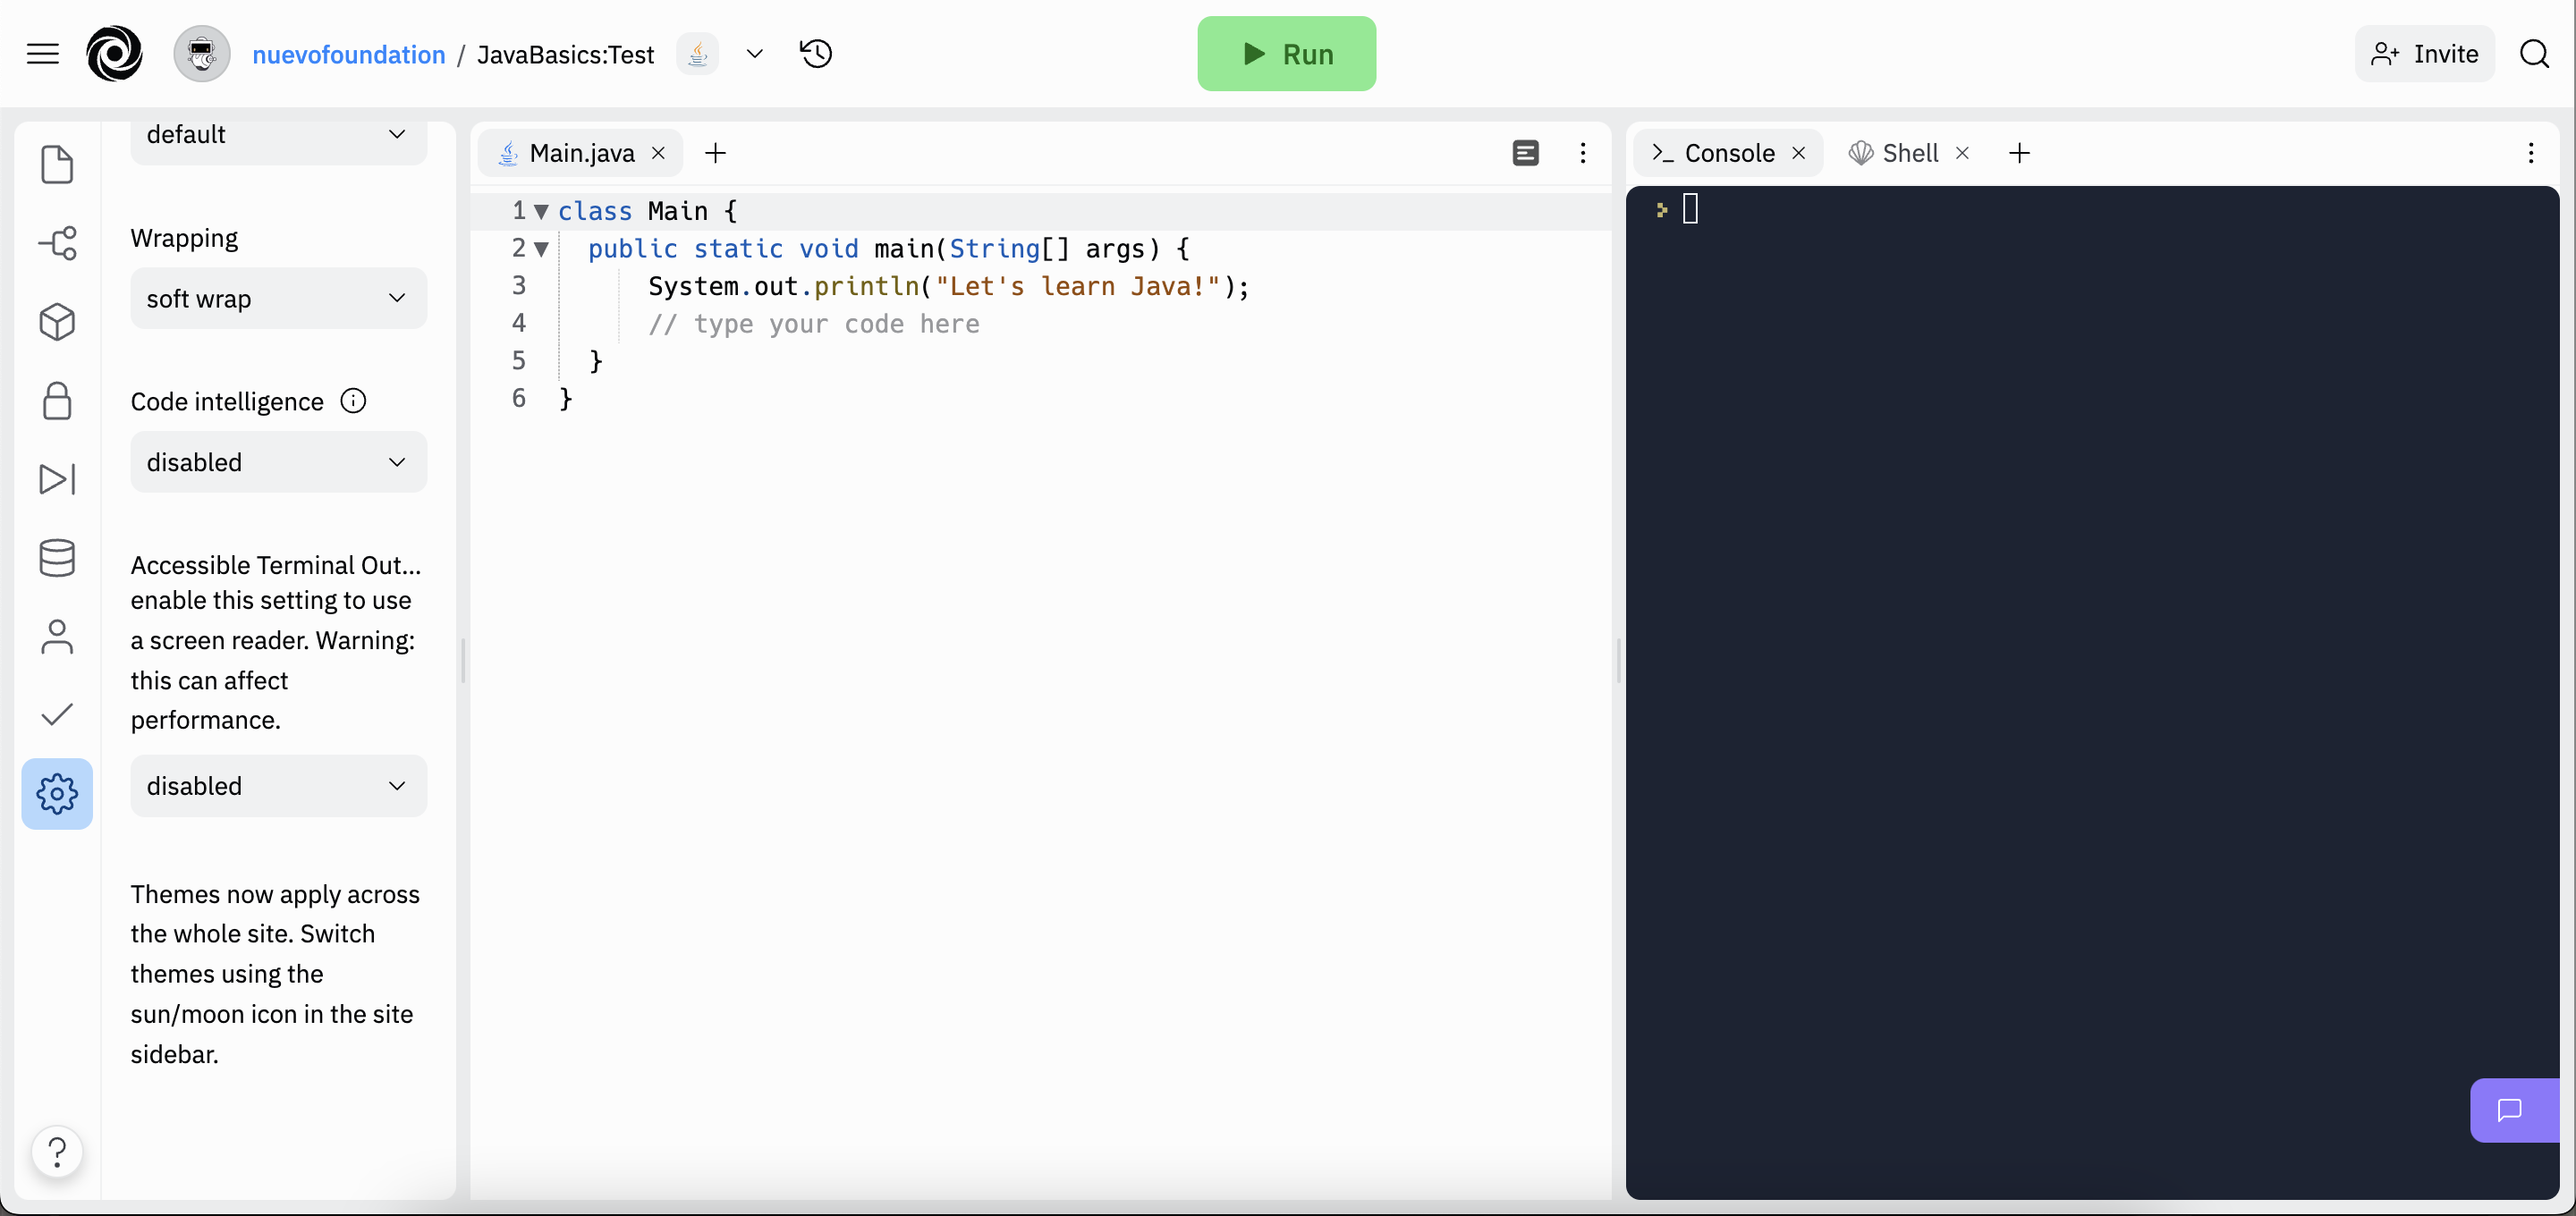 nuevofoundation / JavaBasics:Test
Run
Invite
default
Wrapping
soft wrap
Code intelligence
disabled
Accessible Terminal Out...
enable this setting to use
a screen reader. Warning:
this can affect
performance.
disabled
Themes now apply across
the whole site. Switch
themes using the
sun/moon icon in the site
sidebar.
?
Main.java
1 class Main {
2 public static void main(String[] args) {
3 System.out.println("Let's learn Java!");
4 // type your code here
5 }
6 }
Console
Shell